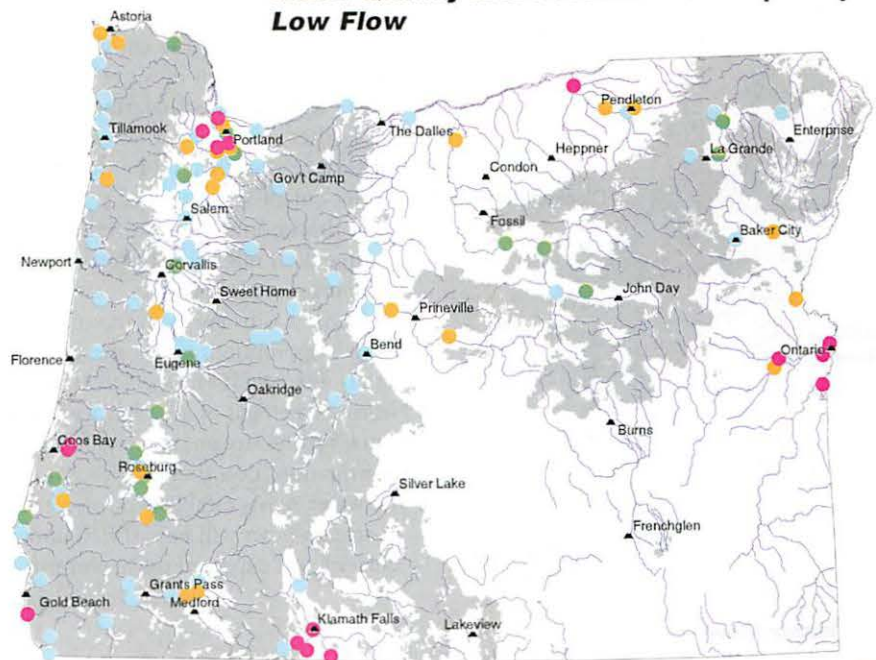 Low Flow
Astoria
Tillamook
Portland
The Dalles
Pendleton
Enterprise
La Grande
Heppner
Condon
Gov't Camp
Salem
Fossil
Baker City
Newport
Corvallis
Sweet Home
John Day
Prineville
Bend
Ontario
Florence
Eugene
Oakridge
Burns
Coos Bay
Roseburg
Silver Lake
Frenchglen
Grants Pass
Gold Beach
Medford
Klamath Falls
Lakeview